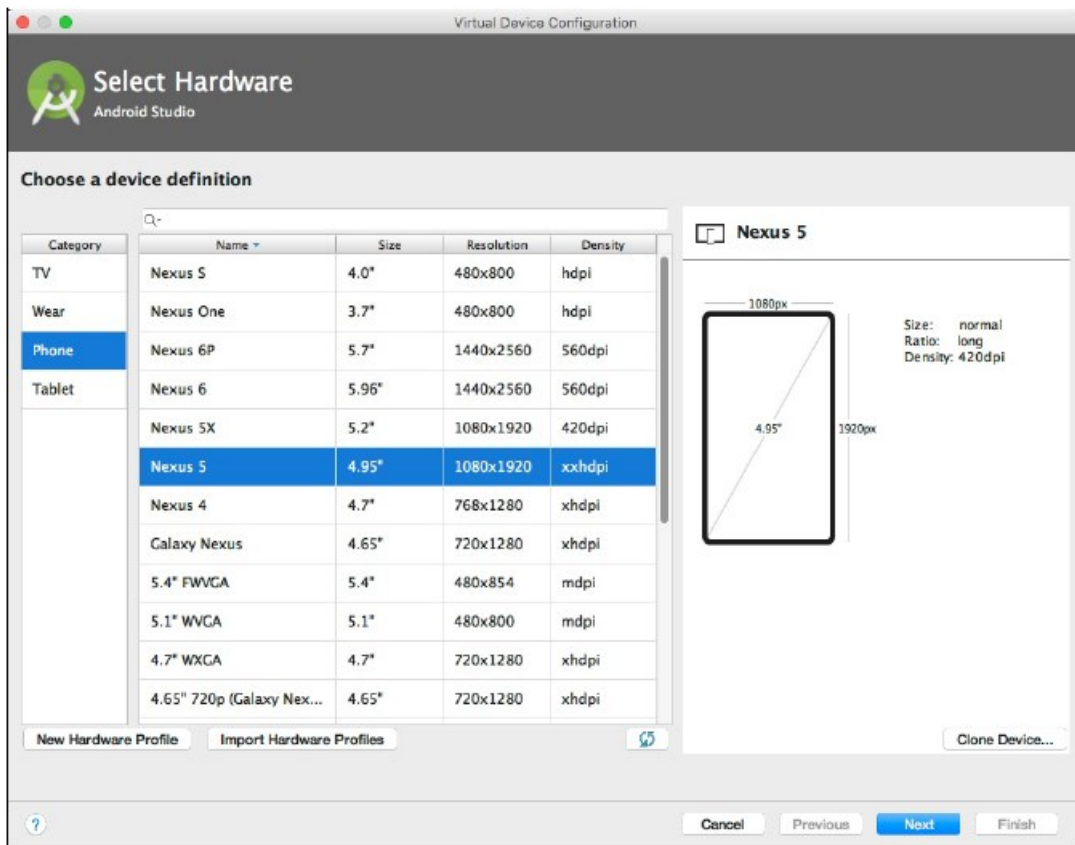 Virtual Device Configuration
Select Hardware
Android Studio
Choose a device definition
Category
TV
Wear
Phone
Tablet
Name Size Resolution Density
Nexus S 4.0" 480x800 hdpi
Nexus One 3.7" 480x800 hdpi
Nexus 6P 5.7" 1440x2560 560dpi
Nexus 6 5.96" 1440x2560 560dpi
Nexus 5X 5.2" 1080x1920 420dpi
Nexus 5 4.95" 1080x1920 xxhdpi
Nexus 4 4.7" 768x1280 xhdpi
Galaxy Nexus 4.65" 720x1280 xhdpi
5.4" FWVGA 5.4" 480x854 mdpi
5.1" WVGA 5.1" 480x800 mdpi
4.7" WXGA 4.7" 720x1280 xhdpi
4.65" 720p (Galaxy Nex... 4.65" 720x1280 xhdpi
New Hardware Profile Import Hardware Profiles
Nexus 5
1080px
Size: normal
Ratio: long
Density: 420dpi
4.95" 1920px
Clone Device...
? Cancel Previous Next Finish